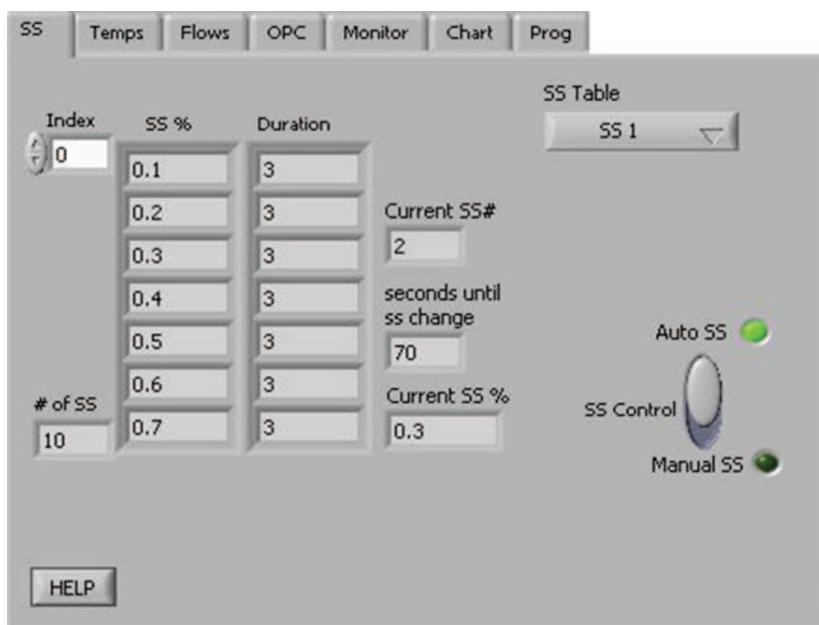 SS Temps Flows OPC Monitor Chart Prog
SS Table
SS 1
Index SS % Duration
0
0.1 3
0.2 3
Current SS#
2
0.3 3
0.4 3
seconds until
ss change
70
0.5 3
0.6 3
Current SS %
0.3
# of SS
10
0.7 3
Auto SS
SS Control
Manual SS
HELP